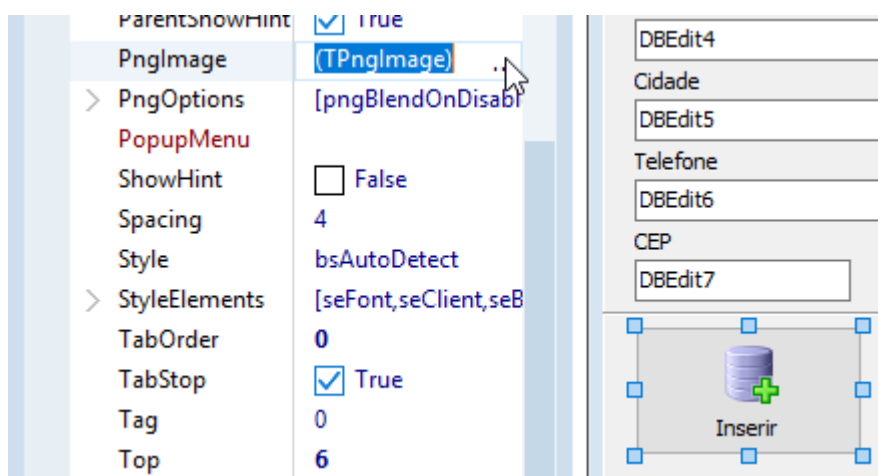 ParentShowHint True
PngImage (TPngImage) ...
PngOptions [pngBlendOnDisabl
PopupMenu
ShowHint False
Spacing 4
Style bsAutoDetect
StyleElements [seFont,seClient,seB
TabOrder 0
TabStop True
Tag 0
Top 6
DBEdit4
Cidade
DBEdit5
Telefone
DBEdit6
CEP
DBEdit7
Inserir